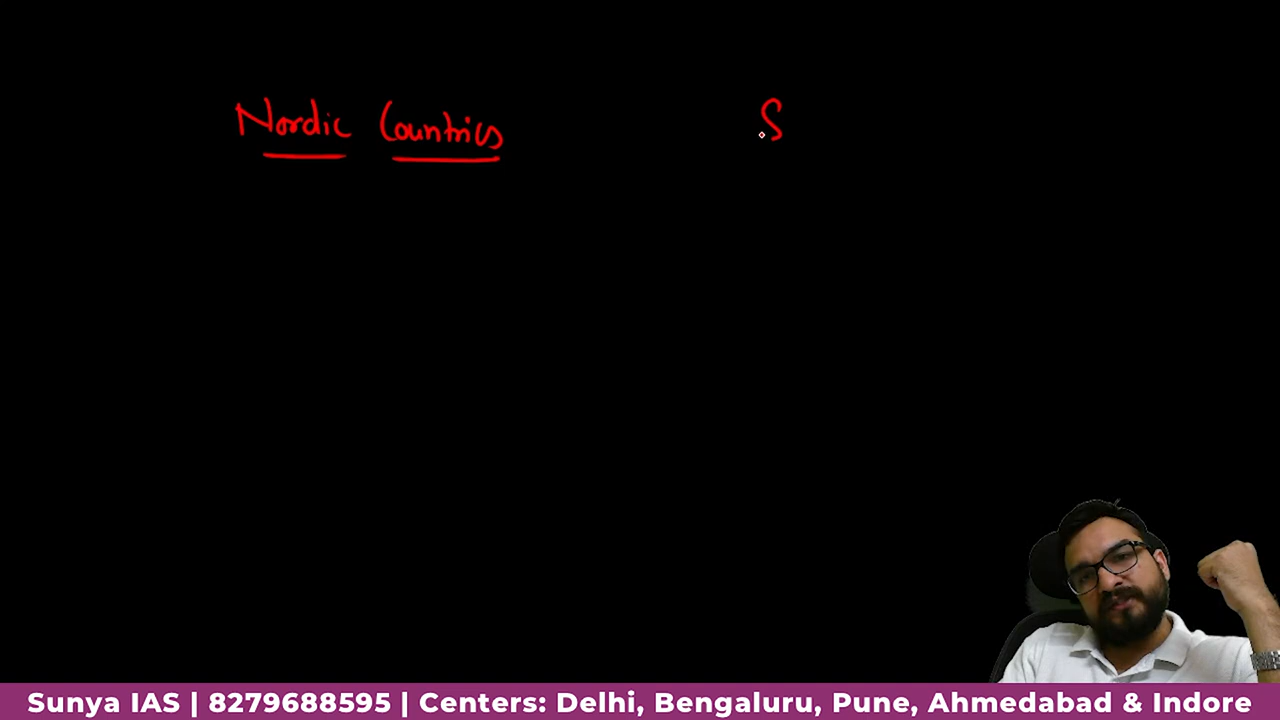 Nordic Countries S
Sunya IAS | 8279688595 | Centers: Delhi, Bengaluru, Pune, Ahmedabad & Indore